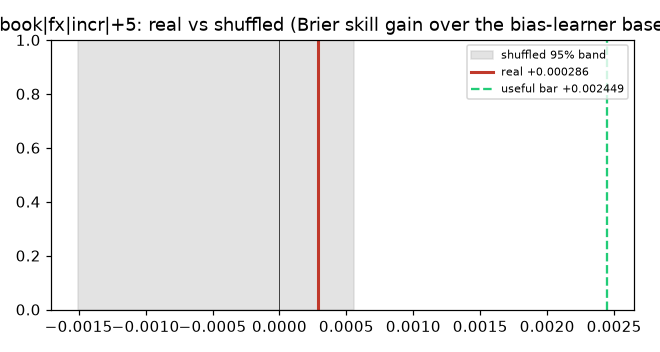 book|fx|incr|+5: real vs shuffled (Brier skill gain over the bias-learner base
1.0
0.8
0.6
0.4
0.2
0.0
shuffled 95% band
real +0.000286
useful bar +0.002449
−0.0015 −0.0010 −0.0005 0.0000 0.0005 0.0010 0.0015 0.0020 0.0025